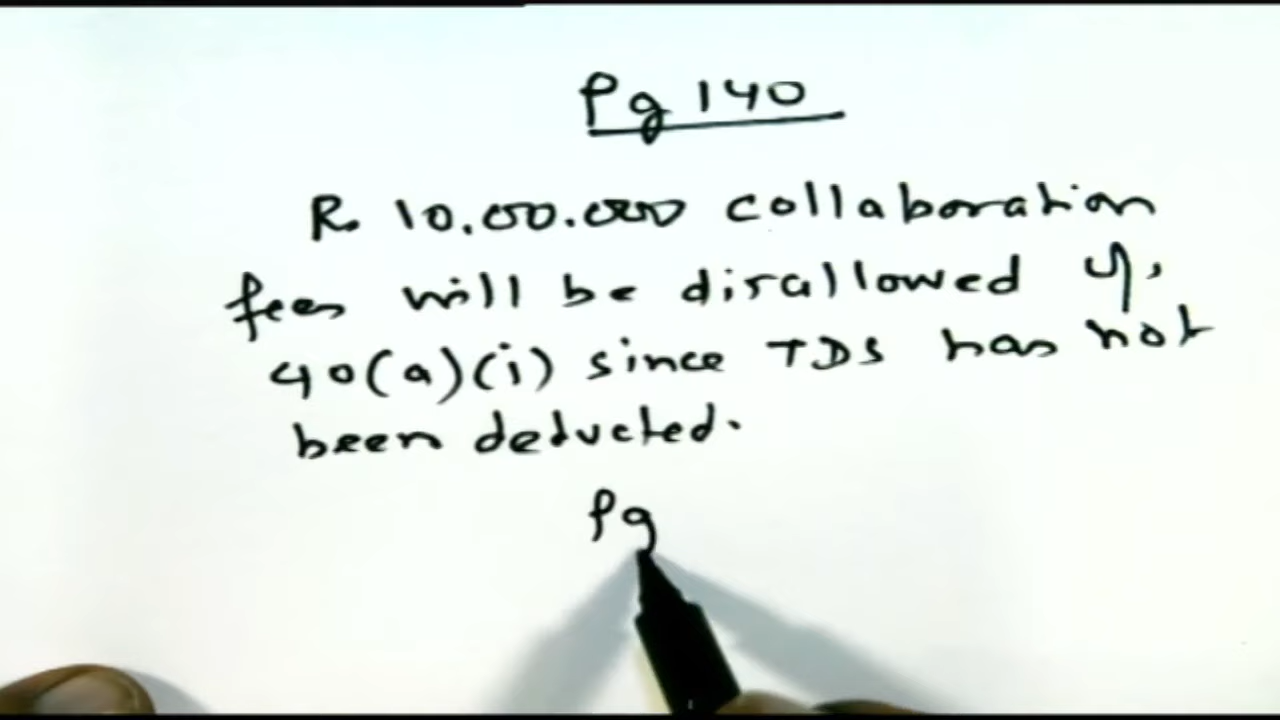 Pg 140
R. 10.00.000 collaboration
fees will be disallowed u/s
40(a)(i) since TDS has not
been deducted.
Pg